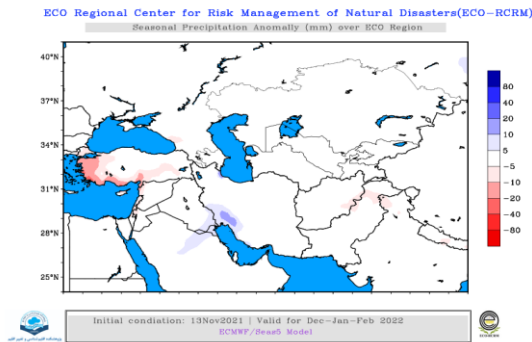 ECO Regional Center for Risk Management of Natural Disasters(ECO-RCRM)
Seasonal Precipitation Anomally (mm) over ECO Region
40°N
37°N
34°N
31°N
28°N
25°N
80
40
20
10
5
-5
-10
-20
-40
-80
Initial condiation: 13Nov2021 | Valid for Dec-Jan-Feb 2022
ECMWF/Seas5 Model